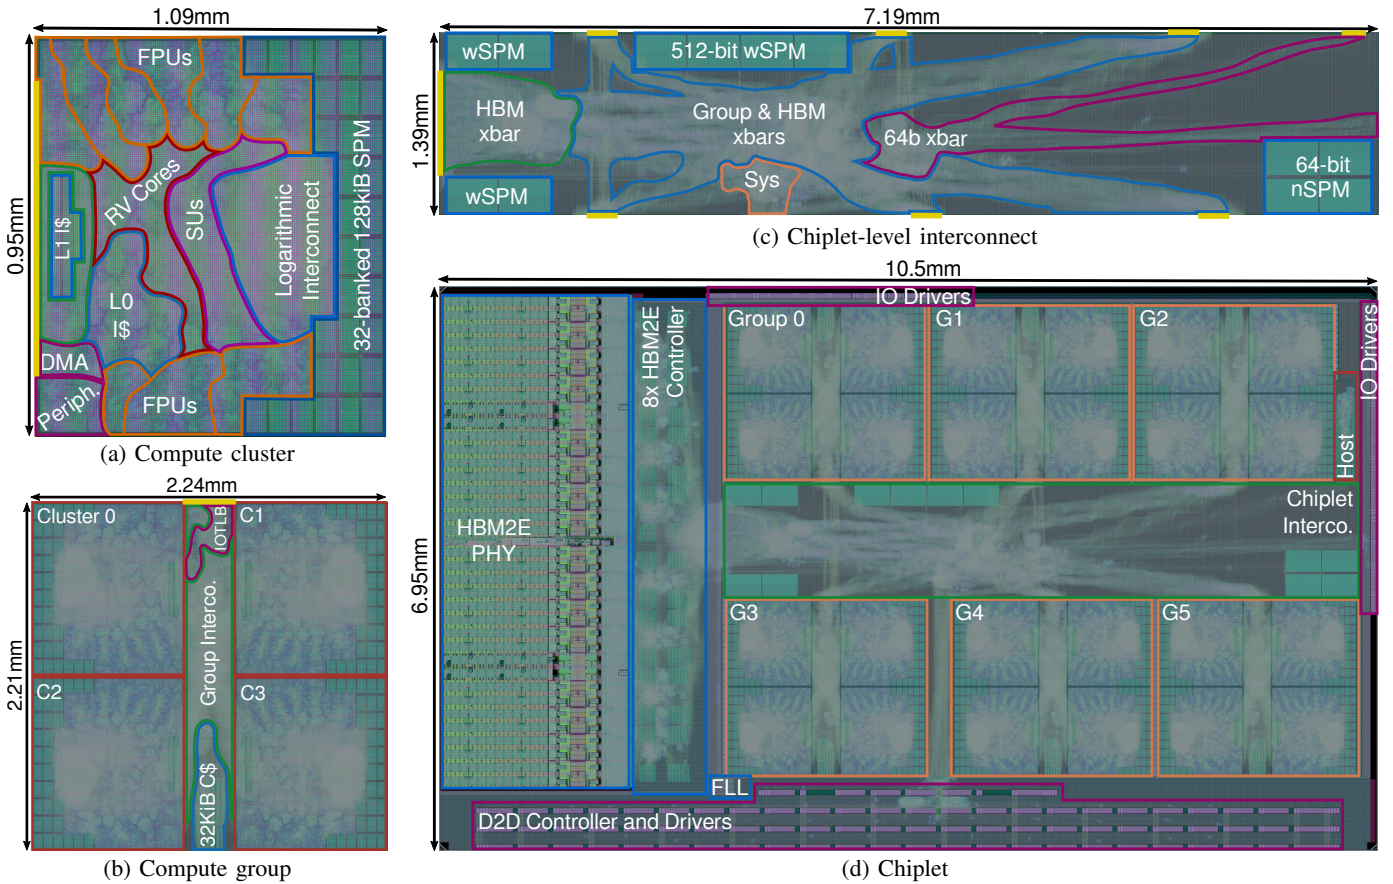 1.09mm
0.95mm
FPUs
RV Cores
SUs
L1 I$
L0
I$
Logarithmic
Interconnect
32-banked 128kiB SPM
DMA
Periph.
FPUs
(a) Compute cluster
2.24mm
2.21mm
Cluster 0
C1
IOTLB
Group Interco.
C2
C3
32KiB C$
(b) Compute group
7.19mm
1.39mm
wSPM
512-bit wSPM
HBM
xbar
Group & HBM
xbars
64b xbar
Sys
wSPM
64-bit
nSPM
(c) Chiplet-level interconnect
10.5mm
6.95mm
IO Drivers
8x HBM2E
Controller
Group 0
G1
G2
IO Drivers
Host
HBM2E
PHY
Chiplet
Interco.
G3
G4
G5
FLL
D2D Controller and Drivers
(d) Chiplet